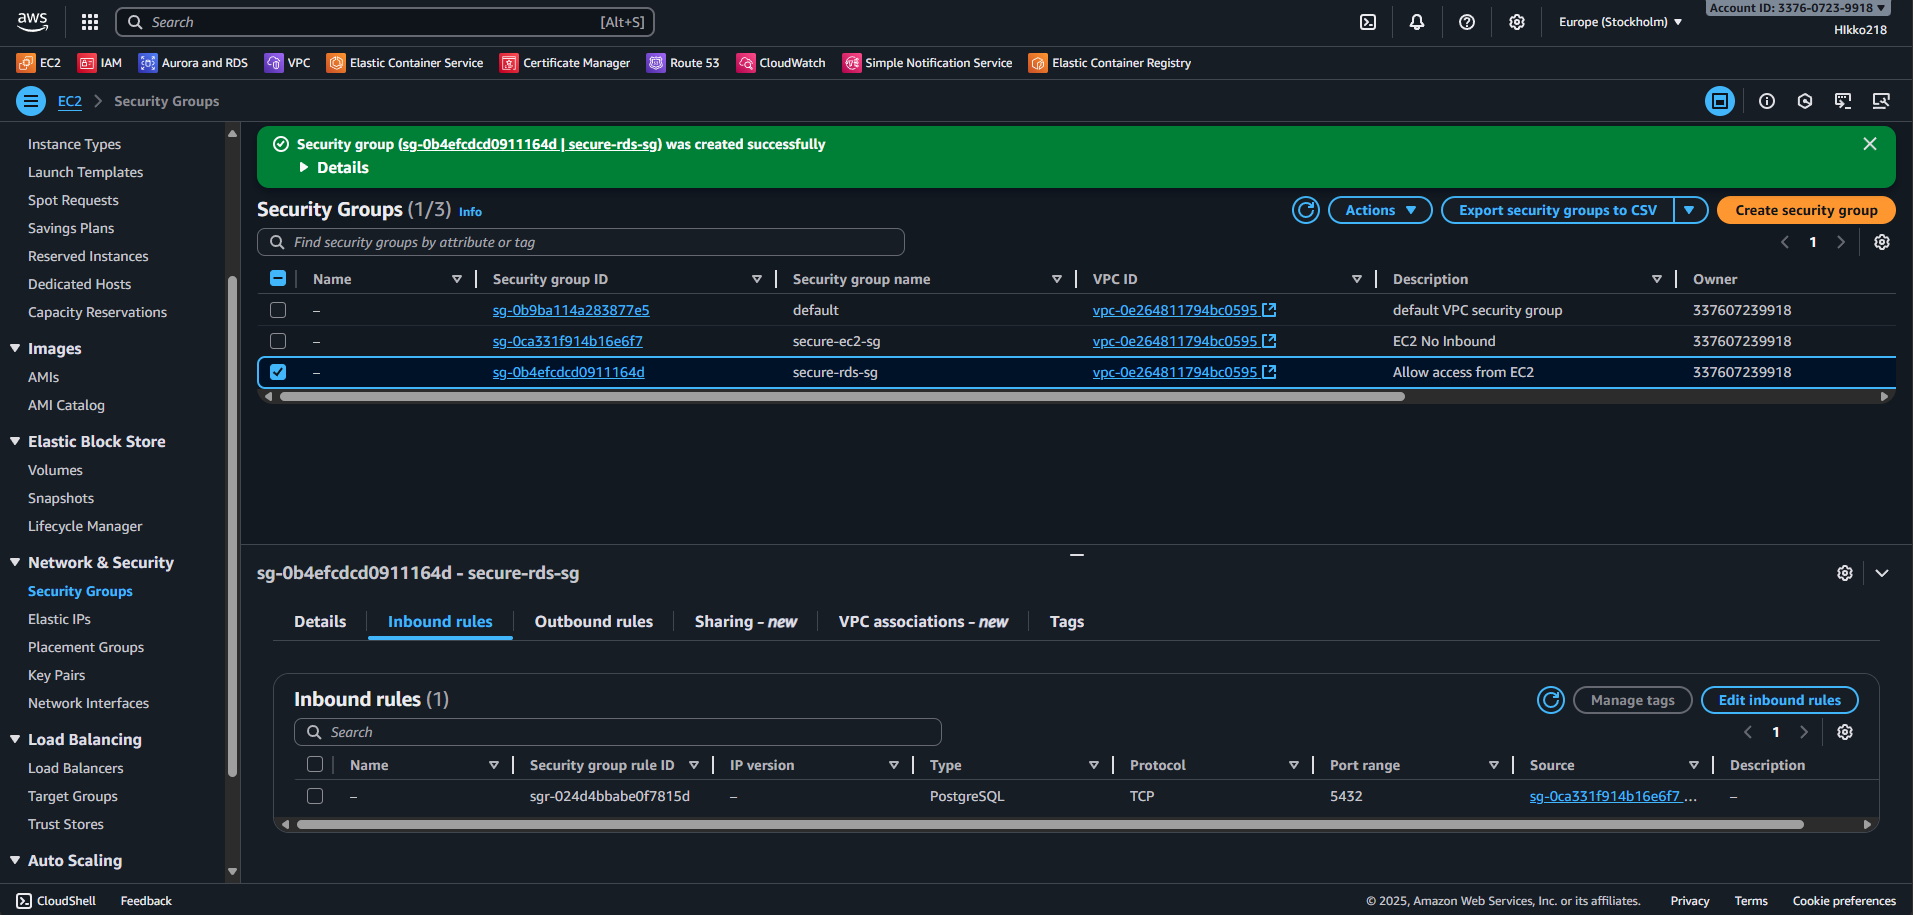 aws
Search [Alt+S]
Europe (Stockholm)
Account ID: 3376-0723-9918
HIkko218
EC2 IAM Aurora and RDS VPC Elastic Container Service Certificate Manager Route 53 CloudWatch Simple Notification Service Elastic Container Registry
EC2 Security Groups
Instance Types
Launch Templates
Spot Requests
Savings Plans
Reserved Instances
Dedicated Hosts
Capacity Reservations
Images
AMIs
AMI Catalog
Elastic Block Store
Volumes
Snapshots
Lifecycle Manager
Network & Security
Security Groups
Elastic IPs
Placement Groups
Key Pairs
Network Interfaces
Load Balancing
Load Balancers
Target Groups
Trust Stores
Auto Scaling
Security group (sg-0b4efcdcd0911164d | secure-rds-sg) was created successfully
Details
Security Groups (1/3) Info
Actions Export security groups to CSV Create security group
Find security groups by attribute or tag
1
Name Security group ID Security group name VPC ID Description Owner
– sg-0b9ba114a283877e5 default vpc-0e264811794bc0595 default VPC security group 337607239918
– sg-0ca331f914b16e6f7 secure-ec2-sg vpc-0e264811794bc0595 EC2 No Inbound 337607239918
– sg-0b4efcdcd0911164d secure-rds-sg vpc-0e264811794bc0595 Allow access from EC2 337607239918
sg-0b4efcdcd0911164d - secure-rds-sg
Details Inbound rules Outbound rules Sharing - new VPC associations - new Tags
Inbound rules (1)
Manage tags Edit inbound rules
Search
1
Name Security group rule ID IP version Type Protocol Port range Source Description
– sgr-024d4bbabe0f7815d – PostgreSQL TCP 5432 sg-0ca331f914b16e6f7 ... –
CloudShell Feedback
© 2025, Amazon Web Services, Inc. or its affiliates. Privacy Terms Cookie preferences